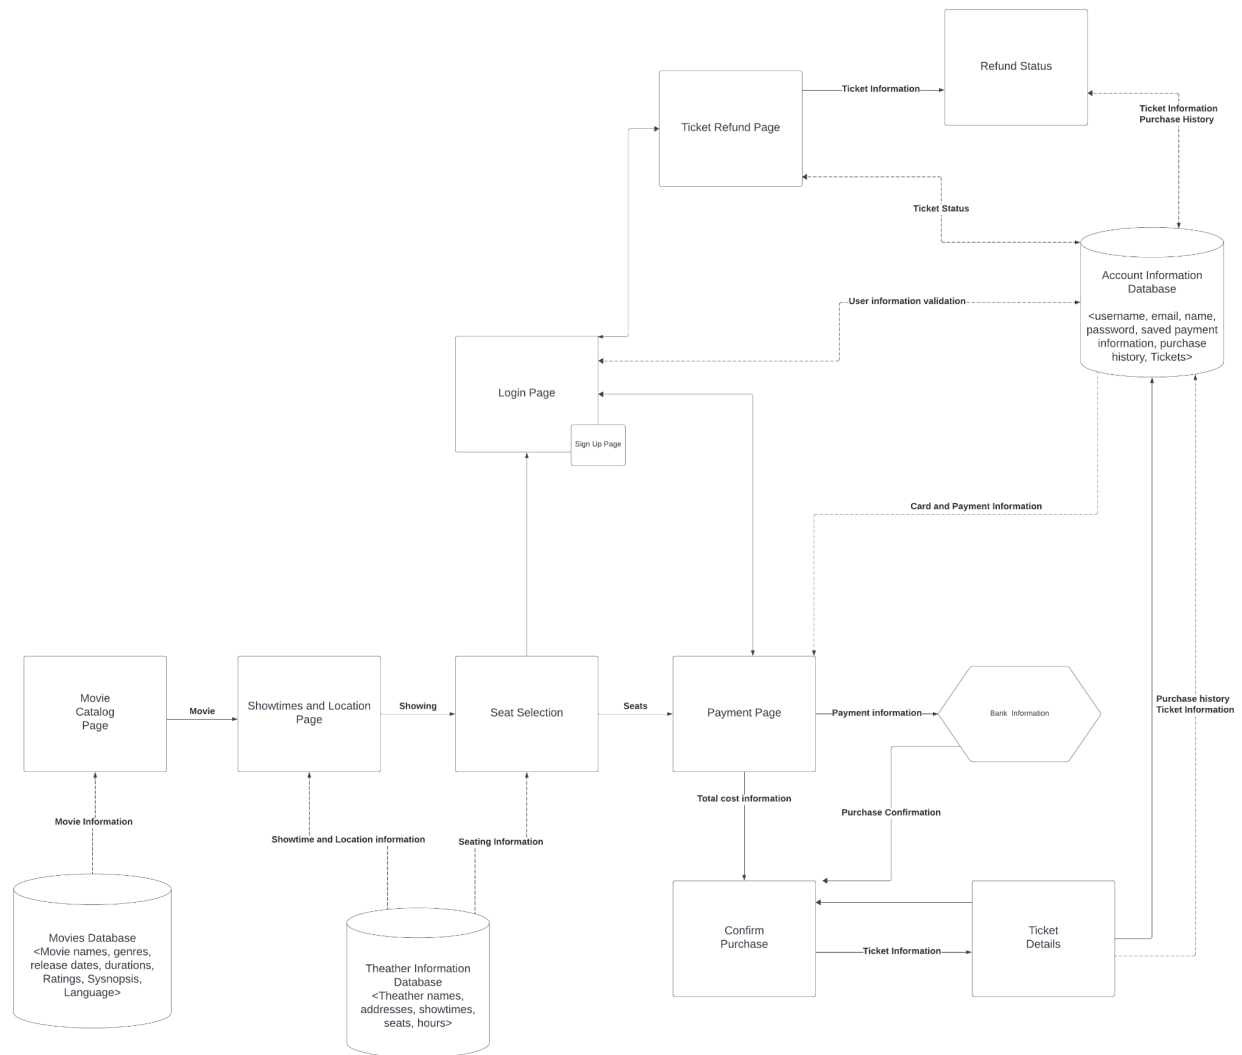 Refund Status
Ticket Information
Ticket Information
Purchase History
Ticket Refund Page
Ticket Status
Account Information
Database
<username, email, name,
password, saved payment
information, purchase
history, Tickets>
User information validation
Login Page
Sign Up Page
Card and Payment Information
Movie
Catalog
Page
Movie
Showtimes and Location
Page
Showing
Seat Selection
Seats
Payment Page
Payment information
Bank Information
Purchase history
Ticket Information
Total cost information
Purchase Confirmation
Movie Information
Showtime and Location information
Seating Information
Movies Database
<Movie names, genres,
release dates, durations,
Ratings, Sysnopsis,
Language>
Theather Information
Database
<Theather names,
addresses, showtimes,
seats, hours>
Confirm
Purchase
Ticket Information
Ticket
Details